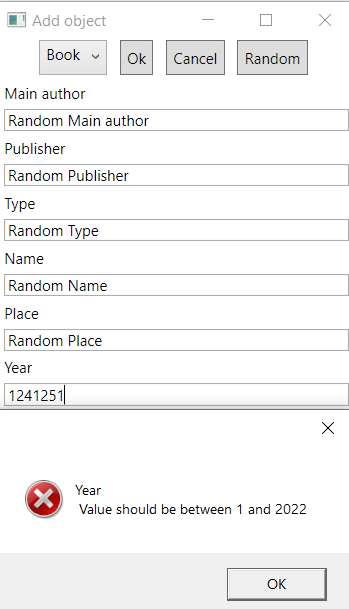 Add object
Book Ok Cancel Random
Main author
Random Main author
Publisher
Random Publisher
Type
Random Type
Name
Random Name
Place
Random Place
Year
1241251
Year
Value should be between 1 and 2022
OK